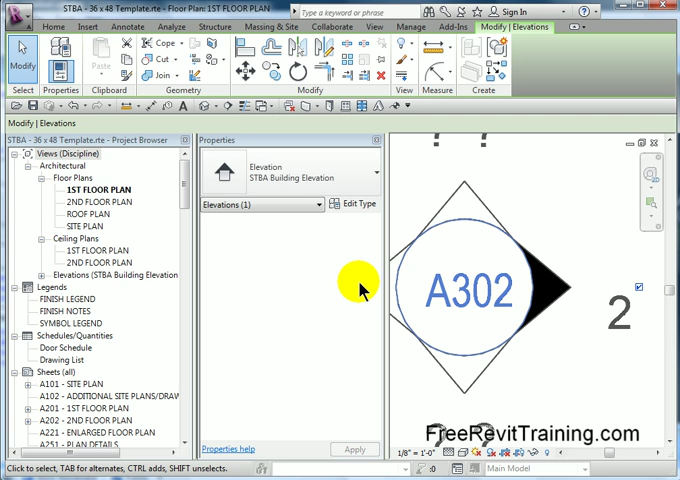 STBA - 36 x 48 Template.rte - Floor Plan: 1ST FLOOR PLAN
Type a keyword or phrase
Sign In
Home
Insert
Annotate
Analyze
Structure
Massing & Site
Collaborate
View
Manage
Add-Ins
Modify | Elevations
Modify
Paste
Cope
Cut
Join
Select
Properties
Clipboard
Geometry
Modify
View
Measure
Create
Modify | Elevations
STBA - 36 x 48 Template.rte - Project Browser
Views (Discipline)
Architectural
Floor Plans
1ST FLOOR PLAN
2ND FLOOR PLAN
ROOF PLAN
SITE PLAN
Ceiling Plans
1ST FLOOR PLAN
2ND FLOOR PLAN
Elevations (STBA Building Elevation
Legends
FINISH LEGEND
FINISH NOTES
SYMBOL LEGEND
Schedules/Quantities
Door Schedule
Drawing List
Sheets (all)
A101 - SITE PLAN
A102 - ADDITIONAL SITE PLANS/DRAW
A201 - 1ST FLOOR PLAN
A202 - 2ND FLOOR PLAN
A221 - ENLARGED FLOOR PLAN
A251 - PLAN DETAILS
Properties
Elevation
STBA Building Elevation
Elevations (1)
Edit Type
Properties help
Apply
? ?
A302
2
? ?
FreeRevitTraining.com
1/8" = 1'-0"
Click to select, TAB for alternates, CTRL adds, SHIFT unselects.
:0
Main Model